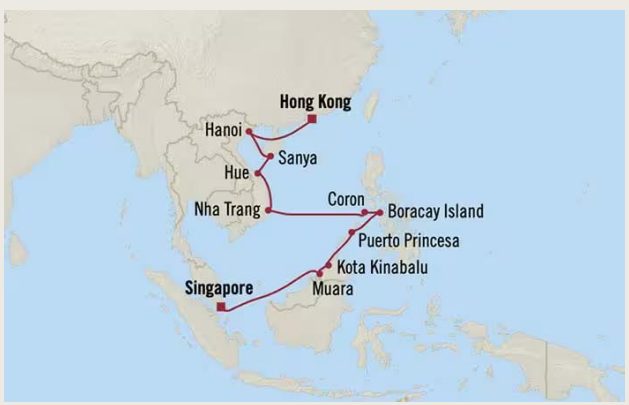 Hong Kong
Hanoi
Sanya
Hue
Coron
Nha Trang
Boracay Island
Puerto Princesa
Kota Kinabalu
Singapore
Muara